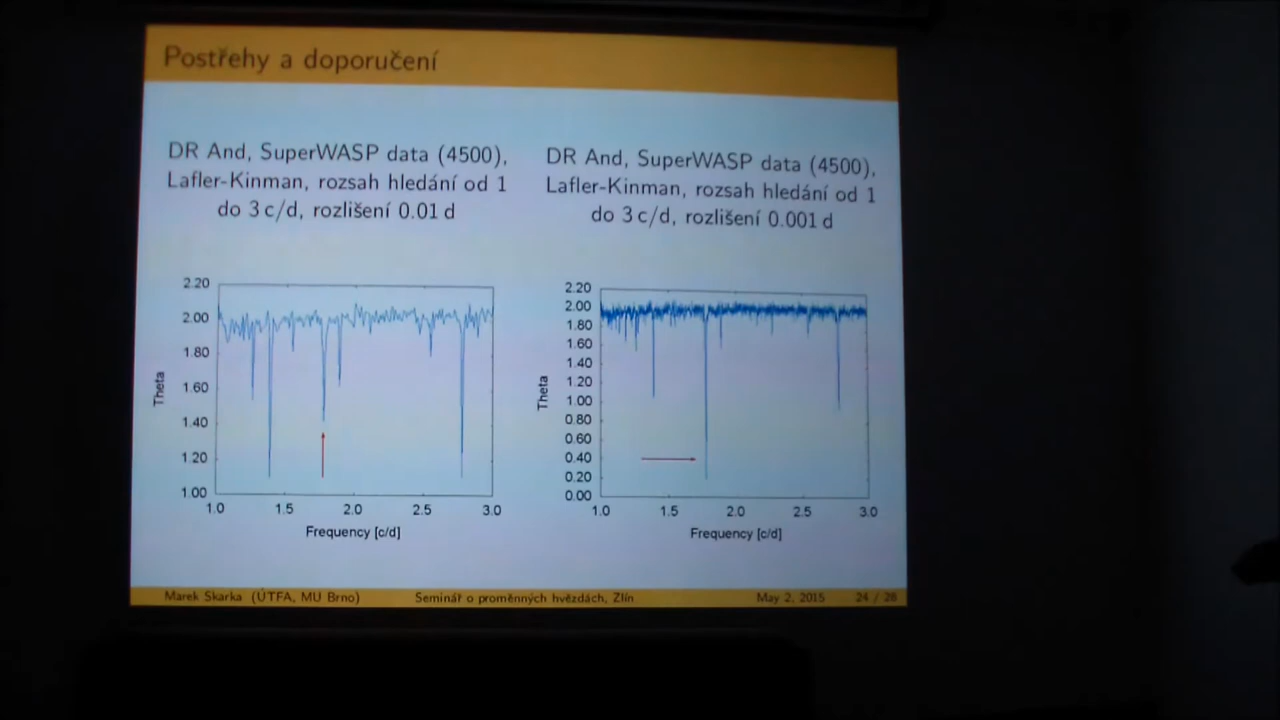 Postřehy a doporučení
DR And, SuperWASP data (4500),
Lafler-Kinman, rozsah hledání od 1
do 3 c/d, rozlišení 0.01 d
DR And, SuperWASP data (4500),
Lafler-Kinman, rozsah hledání od 1
do 3 c/d, rozlišení 0.001 d
2.20
2.00
1.80
1.60
1.40
1.20
1.00
Theta
1.0 1.5 2.0 2.5 3.0
Frequency [c/d]
2.20
2.00
1.80
1.60
1.40
1.20
1.00
0.80
0.60
0.40
0.20
0.00
Theta
1.0 1.5 2.0 2.5 3.0
Frequency [c/d]
Marek Skarka (ÚTFA, MU Brno) Seminář o proměnných hvězdách, Zlín May 2, 2015 24 / 28